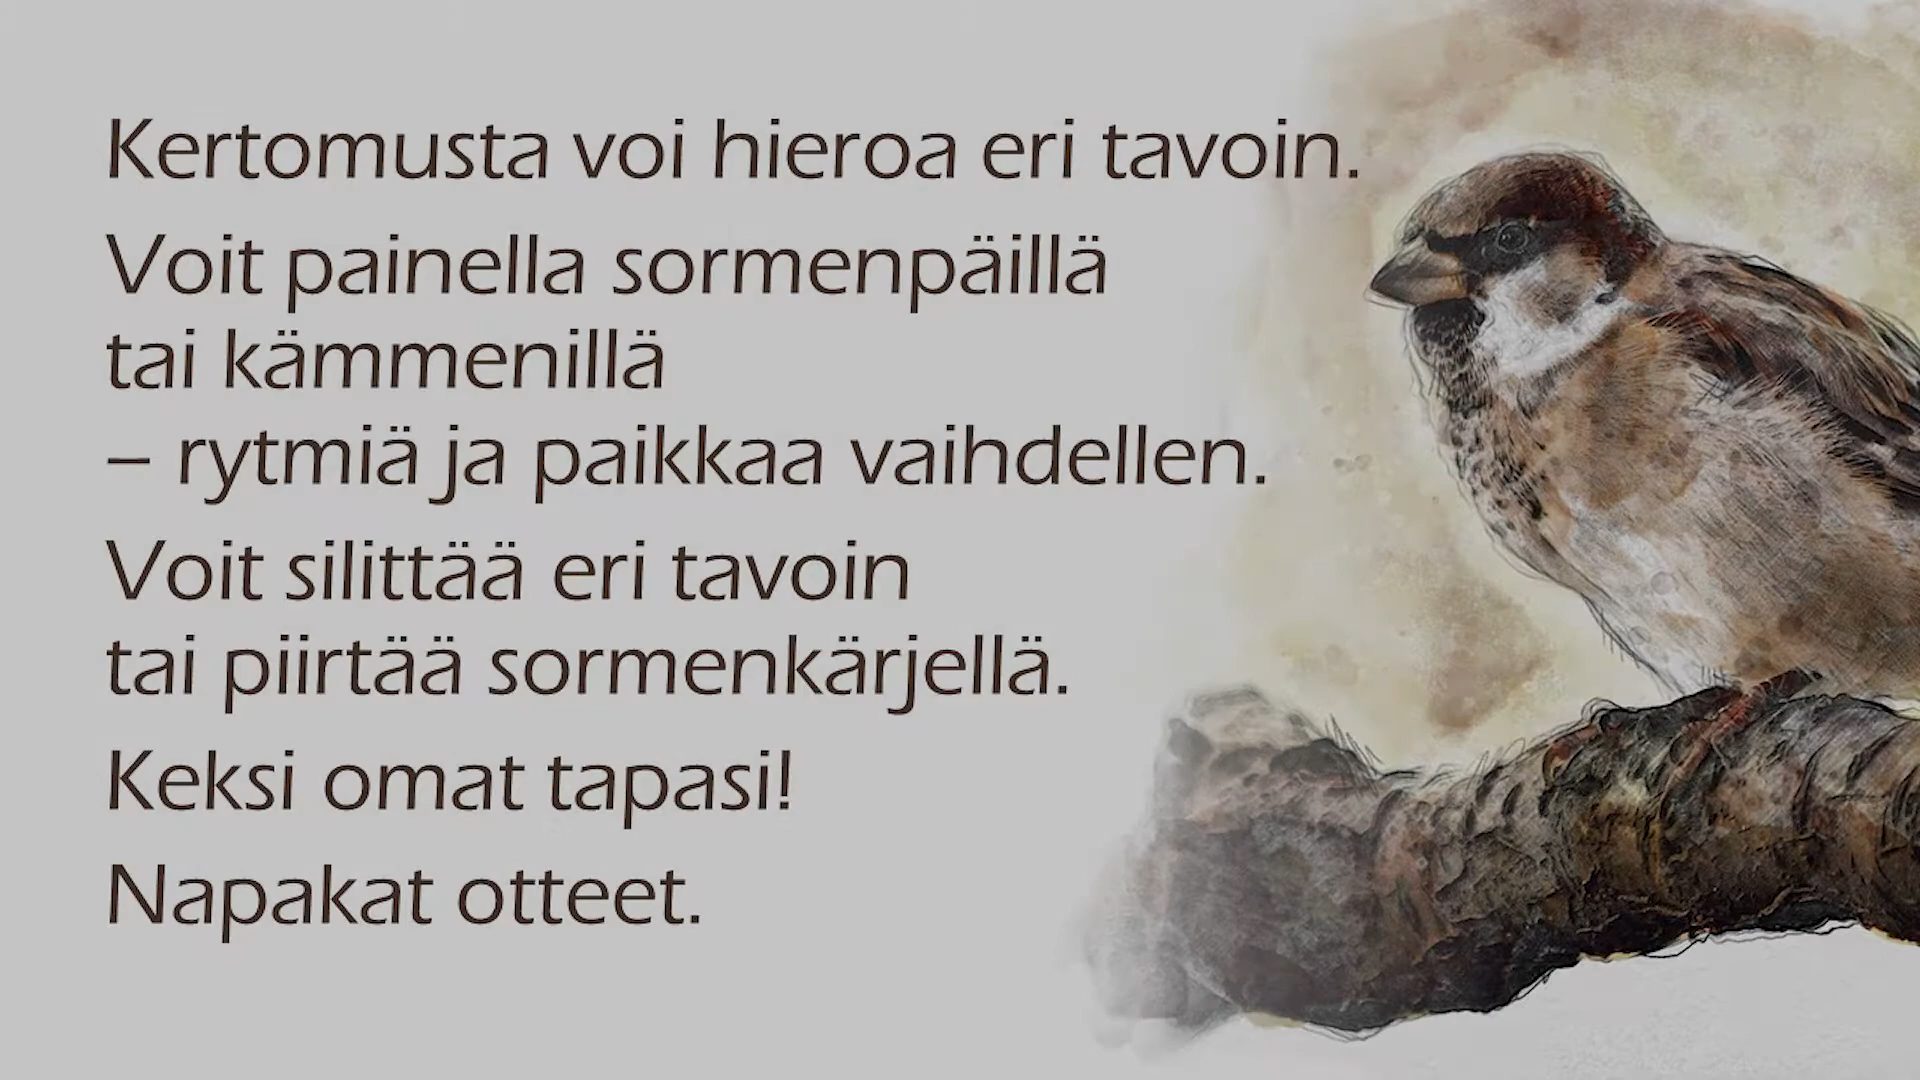 Kertomusta voi hieroa eri tavoin.
Voit painella sormenpäillä
tai kämmenillä
– rytmiä ja paikkaa vaihdellen.
Voit silittää eri tavoin
tai piirtää sormenkärjellä.
Keksi omat tapasi!
Napakat otteet.